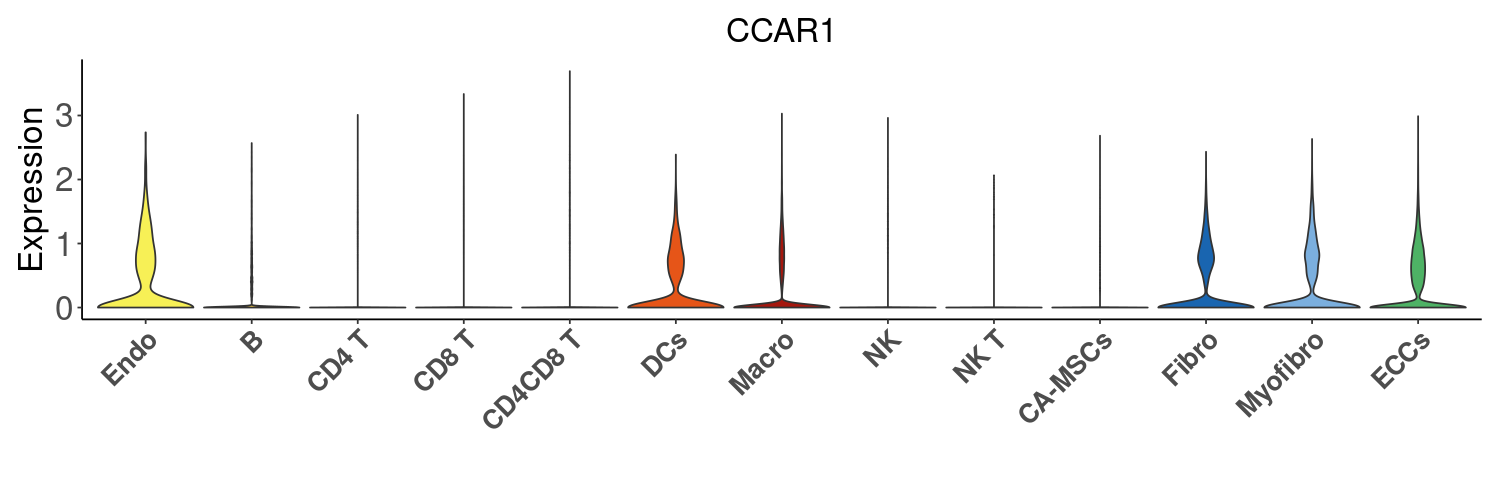 CCAR1
Expression
3
2
1
0
Endo
B
CD4 T
CD8 T
CD4CD8 T
DCs
Macro
NK
NK T
CA-MSCs
Fibro
Myofibro
ECCs